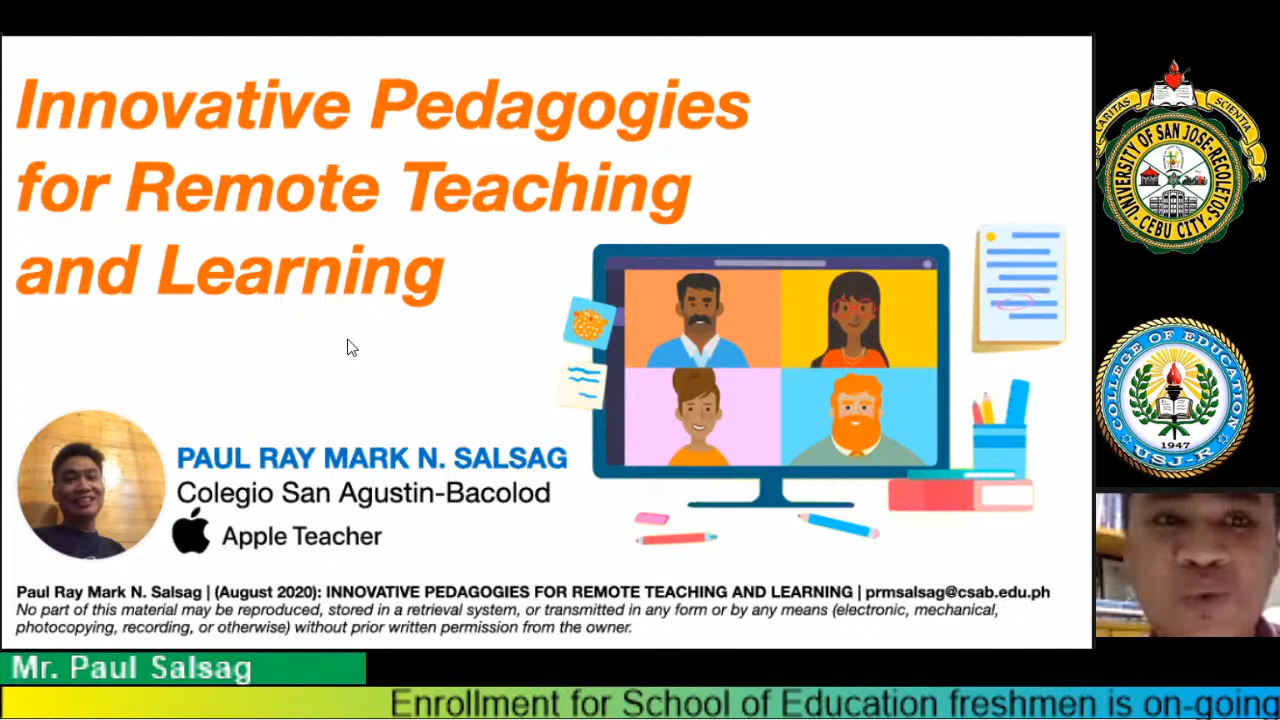 Innovative Pedagogies
for Remote Teaching
and Learning
CARITAS
SCIENTIA
UNIVERSITY OF SAN JOSE-RECOLETOS
CEBU CITY
COLLEGE OF EDUCATION
1947
USJ-R
PAUL RAY MARK N. SALSAG
Colegio San Agustin-Bacolod
Apple Teacher
Paul Ray Mark N. Salsag | (August 2020): INNOVATIVE PEDAGOGIES FOR REMOTE TEACHING AND LEARNING | prmsalsag@csab.edu.ph
No part of this material may be reproduced, stored in a retrieval system, or transmitted in any form or by any means (electronic, mechanical,
photocopying, recording, or otherwise) without prior written permission from the owner.
Mr. Paul Salsag
Enrollment for School of Education freshmen is on-going